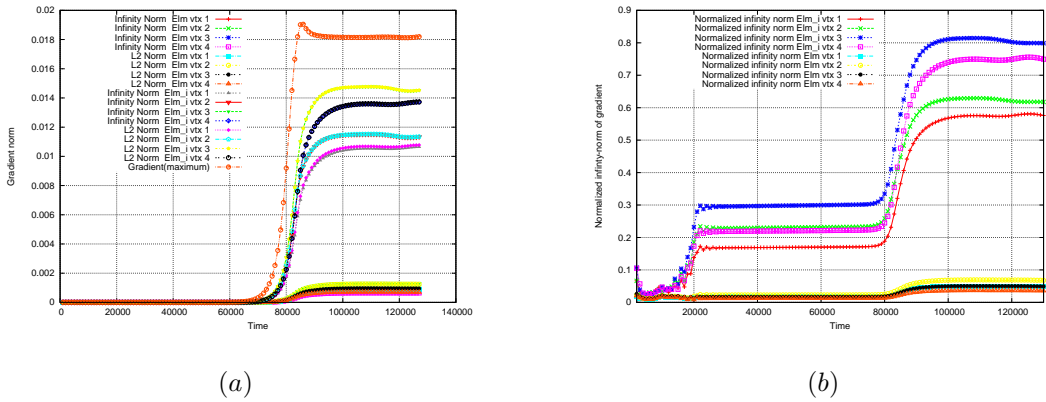 0.02
0.018
0.016
0.014
0.012
0.01
0.008
0.006
0.004
0.002
0
Gradient norm
Infinity Norm Elm vtx 1
Infinity Norm Elm vtx 2
Infinity Norm Elm vtx 3
Infinity Norm Elm vtx 4
L2 Norm Elm vtx 1
L2 Norm Elm vtx 2
L2 Norm Elm vtx 3
L2 Norm Elm vtx 4
Infinity Norm Elm_i vtx 1
Infinity Norm Elm_i vtx 2
Infinity Norm Elm_i vtx 3
Infinity Norm Elm_i vtx 4
L2 Norm Elm_i vtx 1
L2 Norm Elm_i vtx 2
L2 Norm Elm_i vtx 3
L2 Norm Elm_i vtx 4
Gradient(maximum)
0 20000 40000 60000 80000 100000 120000 140000
Time
(a)
0.9
0.8
0.7
0.6
0.5
0.4
0.3
0.2
0.1
0
Normalized infinty-norm of gradient
Normalized infinity norm Elm_i vtx 1
Normalized infinity norm Elm_i vtx 2
Normalized infinity norm Elm_i vtx 3
Normalized infinity norm Elm_i vtx 4
Normalized infinity norm Elm vtx 1
Normalized infinity norm Elm vtx 2
Normalized infinity norm Elm vtx 3
Normalized infinity norm Elm vtx 4
20000 40000 60000 80000 100000 120000
Time
(b)